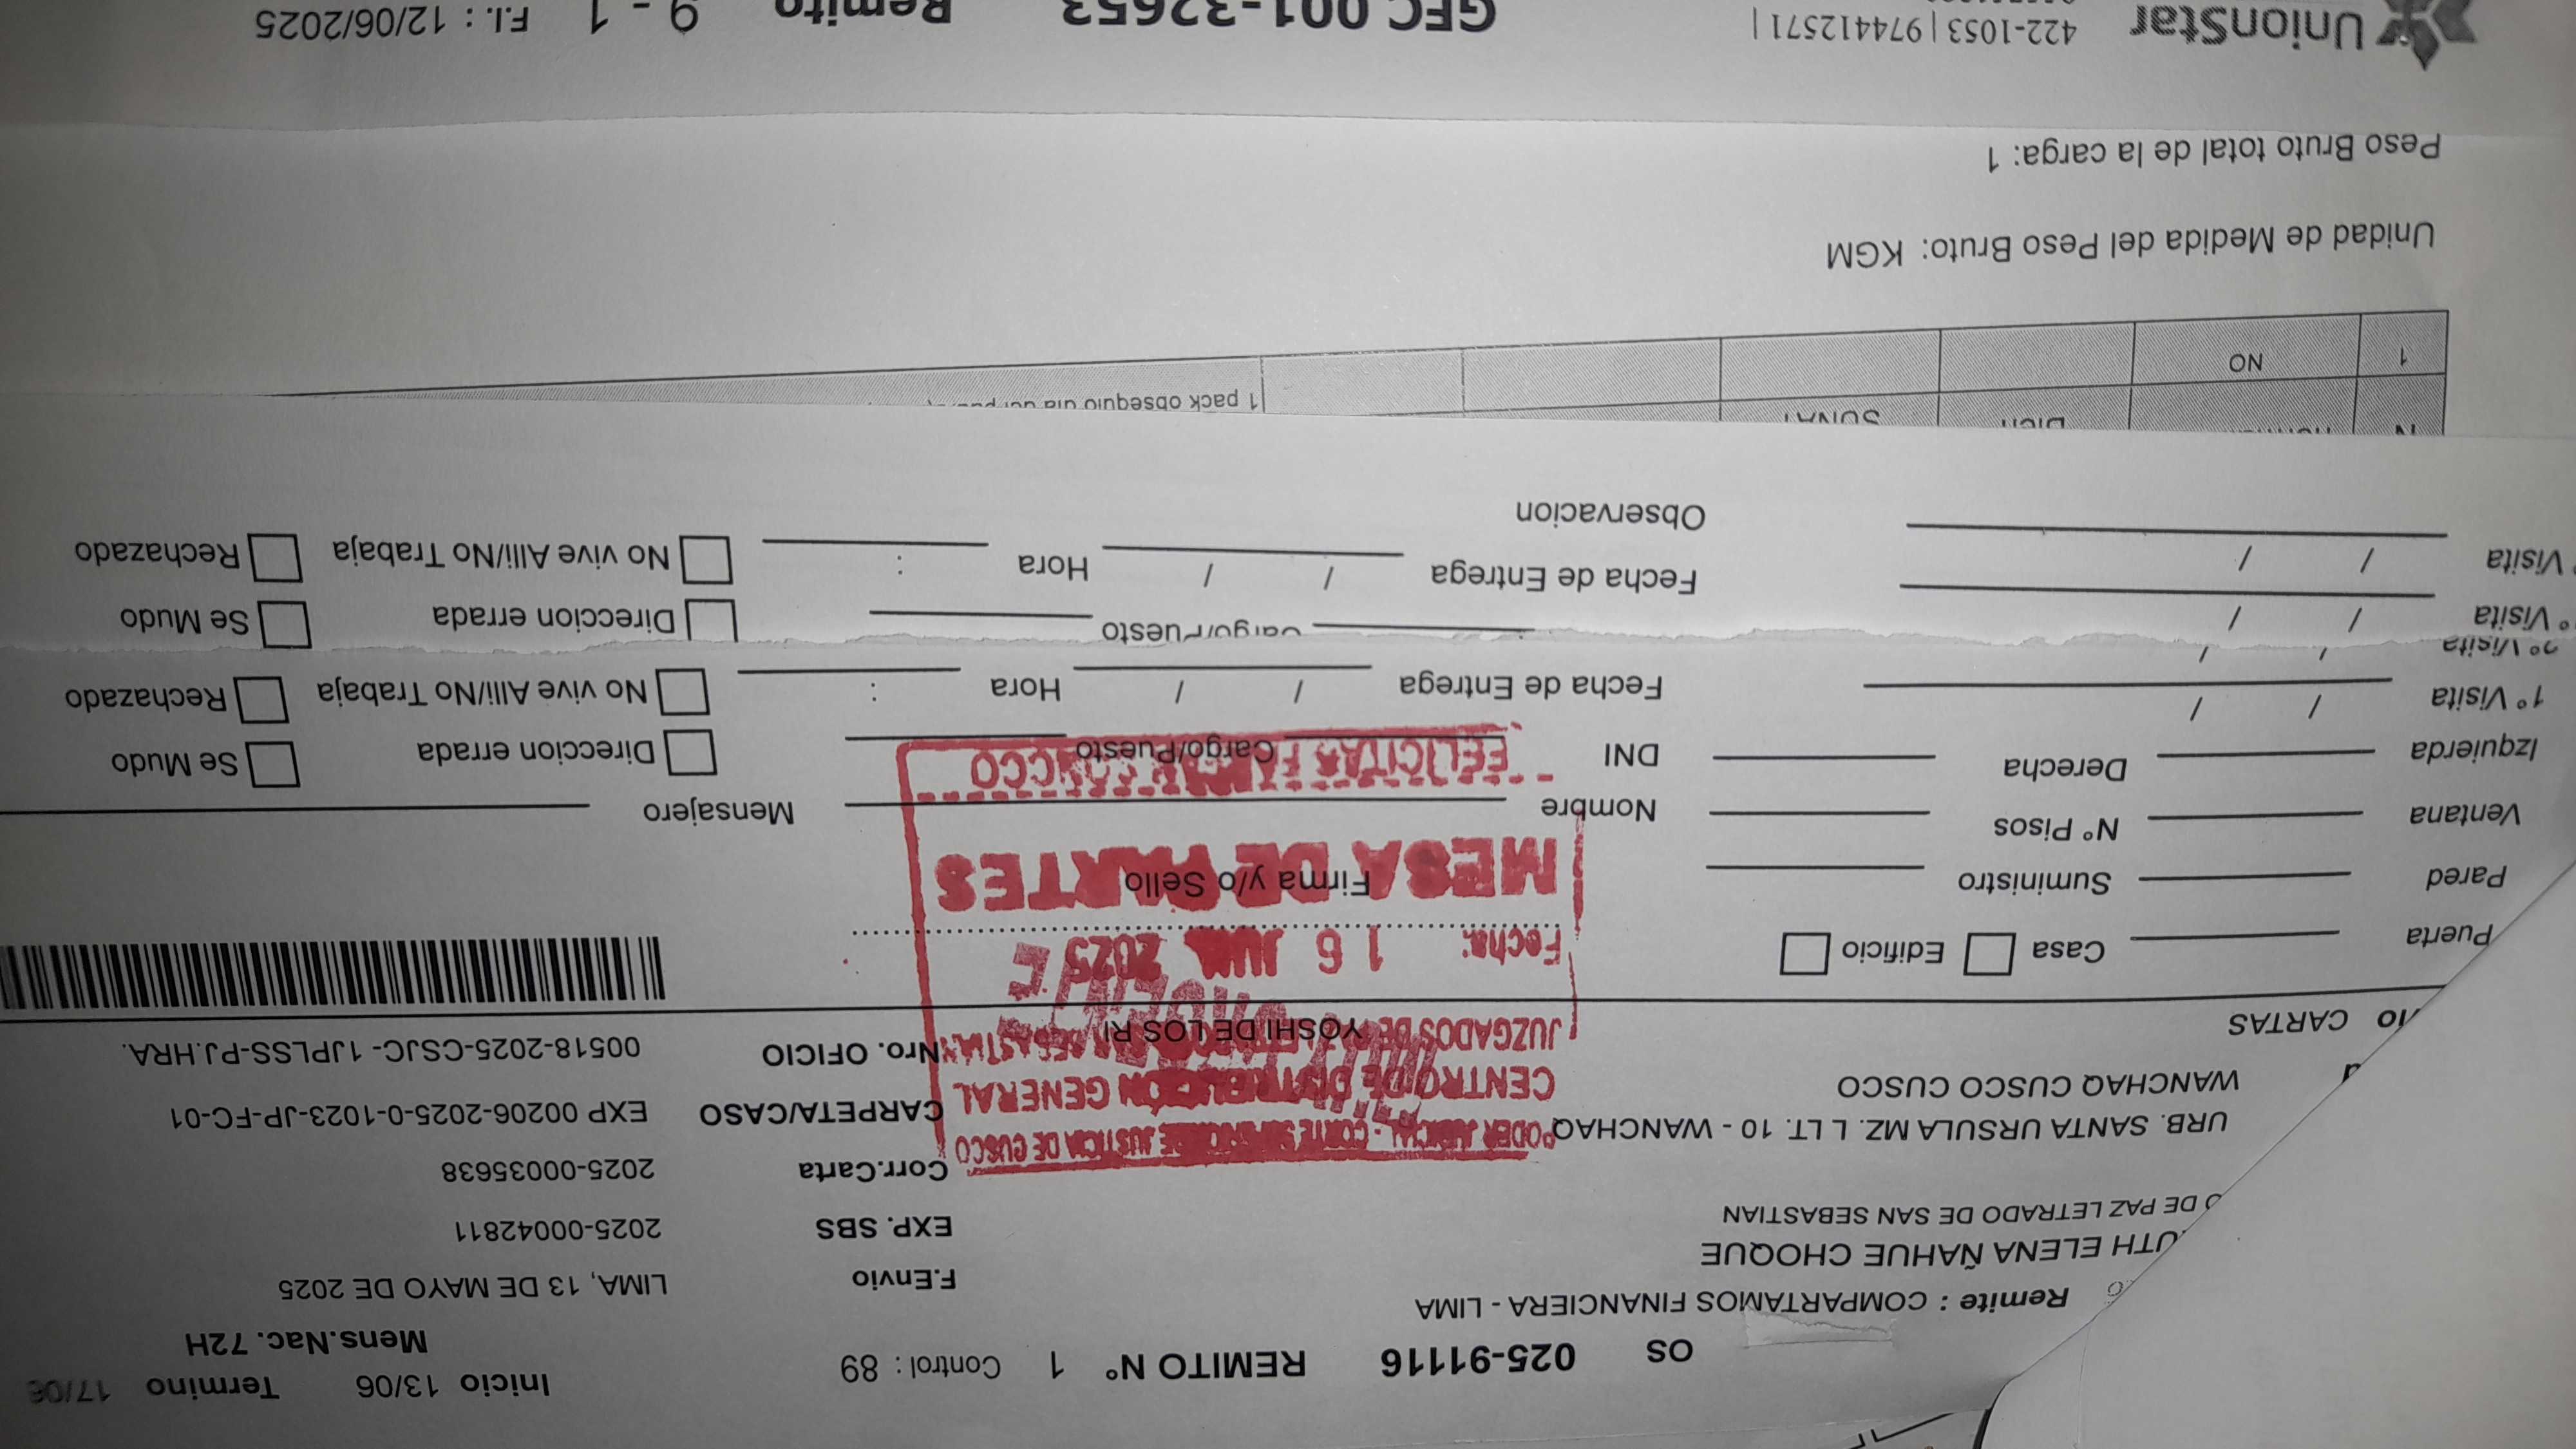 Inicio 13/06 Termino 17/06
Mens.Nac. 72H
OS 025-91116 REMITO N° 1 Control : 89
Remite : COMPARTAMOS FINANCIERA - LIMA
F.Envio LIMA, 13 DE MAYO DE 2025
UTH ELENA ÑAHUE CHOQUE
EXP. SBS 2025-00042811
O DE PAZ LETRADO DE SAN SEBASTIAN
Corr.Carta 2025-00035638
URB. SANTA URSULA MZ. L LT. 10 - WANCHAQ
WANCHAQ CUSCO CUSCO
CARPETA/CASO EXP 00206-2025-0-1023-JP-FC-01
CARTAS
YOSHI DE LOS RI
Nro. OFICIO 00518-2025-CSJC- 1JPLSS-PJ.HRA.
PODER JUDICIAL - CORTE SUPERIOR DE JUSTICIA DE CUSCO
CENTRO DE DISTRIBUCIÓN GENERAL
JUZGADOS DE
Fecha: 16 JUN 2025
MESA DE PARTES
Puerta Casa Edificio
Pared Suministro Firma y/o Sello
Ventana N° Pisos Nombre Mensajero
Izquierda Derecha DNI Cargo/Puesto Direccion errada Se Mudo
1° Visita / / Fecha de Entrega / / Hora : No vive Alli/No Trabaja Rechazado
2° Visita / /
° Visita / / Cargo/Puesto Direccion errada Se Mudo
° Visita / / Fecha de Entrega / / Hora : No vive Alli/No Trabaja Rechazado
Observacion
SUNAT
1 NO 1 pack obsequio dia del
Unidad de Medida del Peso Bruto: KGM
Peso Bruto total de la carga: 1
UnionStar 422-1053 | 974412571 | GFC 001-32653 Remito 9 - 1 F.I. : 12/06/2025